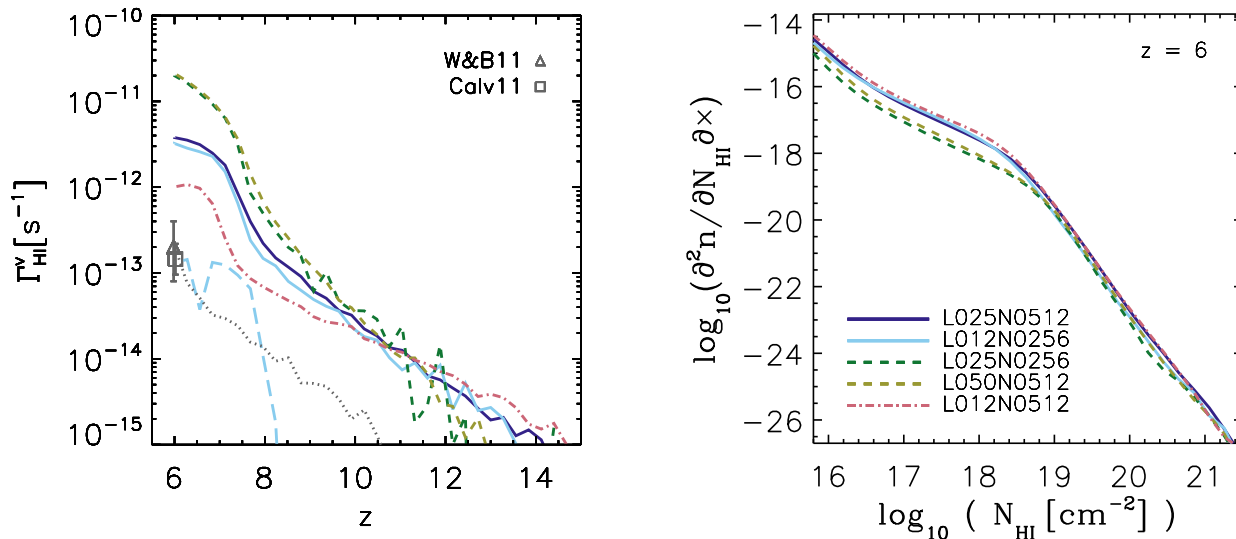 10⁻¹⁰
10⁻¹¹
10⁻¹²
10⁻¹³
10⁻¹⁴
10⁻¹⁵
Γᵛ_HI [s⁻¹]
W&B11
Calv11
6 8 10 12 14
z
−14
−16
−18
−20
−22
−24
−26
log₁₀(∂²n/∂N_HI ∂×)
z = 6
L025N0512
L012N0256
L025N0256
L050N0512
L012N0512
16 17 18 19 20 21
log₁₀ ( N_HI [cm⁻²] )